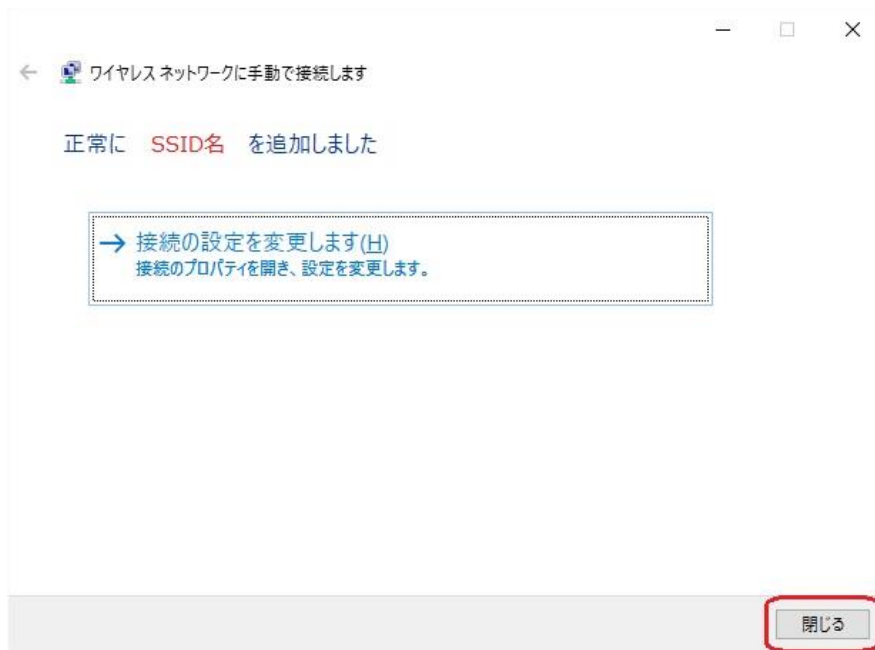 ワイヤレス ネットワークに手動で接続します
正常に SSID名 を追加しました
→ 接続の設定を変更します(H)
接続のプロパティを開き、設定を変更します。
閉じる